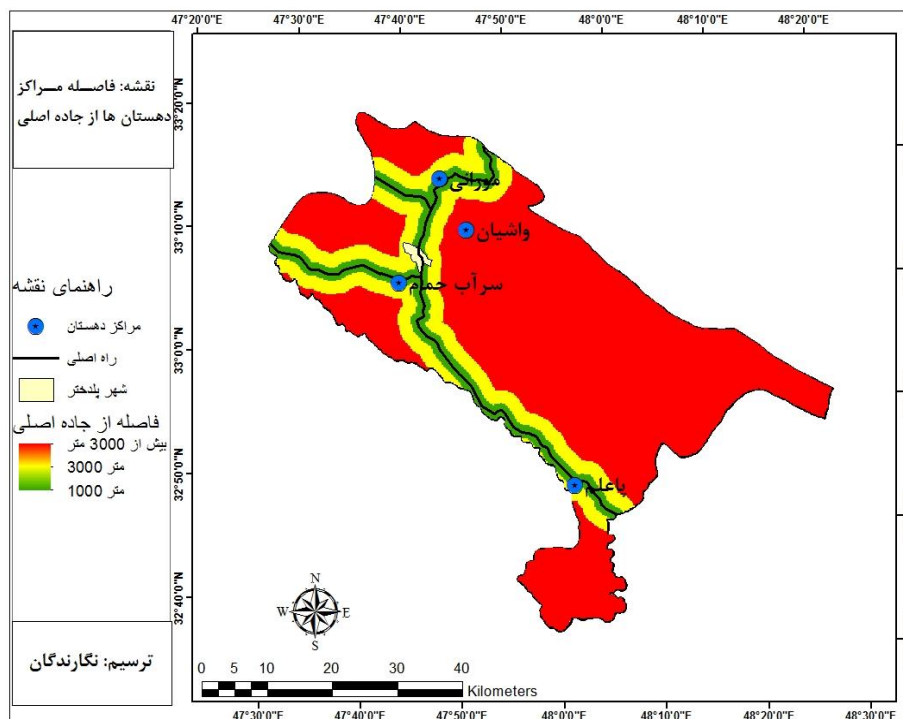 47°20'0"E 47°30'0"E 47°40'0"E 47°50'0"E 48°0'0"E 48°10'0"E 48°20'0"E
نقشه: فاصله مراکز
دهستان ها از جاده اصلی
33°20'0"N
33°10'0"N
33°0'0"N
32°50'0"N
32°40'0"N
مورانی
واشیان
سرآب حمام
پاعلم
راهنمای نقشه
مراکز دهستان
راه اصلی
شهر پلدختر
فاصله از جاده اصلی
بیش از 3000 متر
3000 متر
1000 متر
N
W E
S
ترسیم: نگارندگان
0 5 10 20 30 40
Kilometers
47°30'0"E 47°40'0"E 47°50'0"E 48°0'0"E 48°10'0"E 48°20'0"E 48°30'0"E